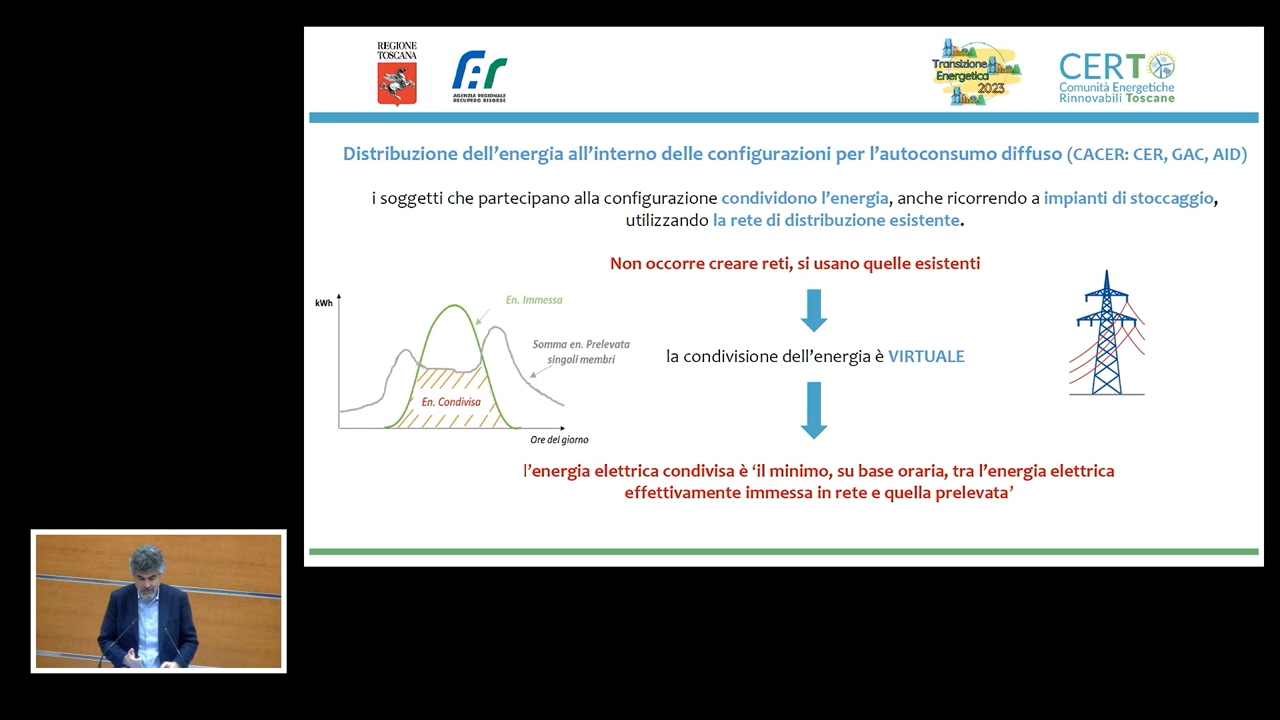 REGIONE
TOSCANA
AGENZIA REGIONALE
RECUPERO RISORSE
Transizione
Energetica
2023
CERT
Comunità Energetiche
Rinnovabili Toscane
Distribuzione dell'energia all'interno delle configurazioni per l'autoconsumo diffuso (CACER: CER, GAC, AID)
i soggetti che partecipano alla configurazione condividono l'energia, anche ricorrendo a impianti di stoccaggio,
utilizzando la rete di distribuzione esistente.
Non occorre creare reti, si usano quelle esistenti
kWh
En. Immessa
Somma en. Prelevata
singoli membri
En. Condivisa
Ore del giorno
la condivisione dell'energia è VIRTUALE
l'energia elettrica condivisa è 'il minimo, su base oraria, tra l'energia elettrica
effettivamente immessa in rete e quella prelevata'